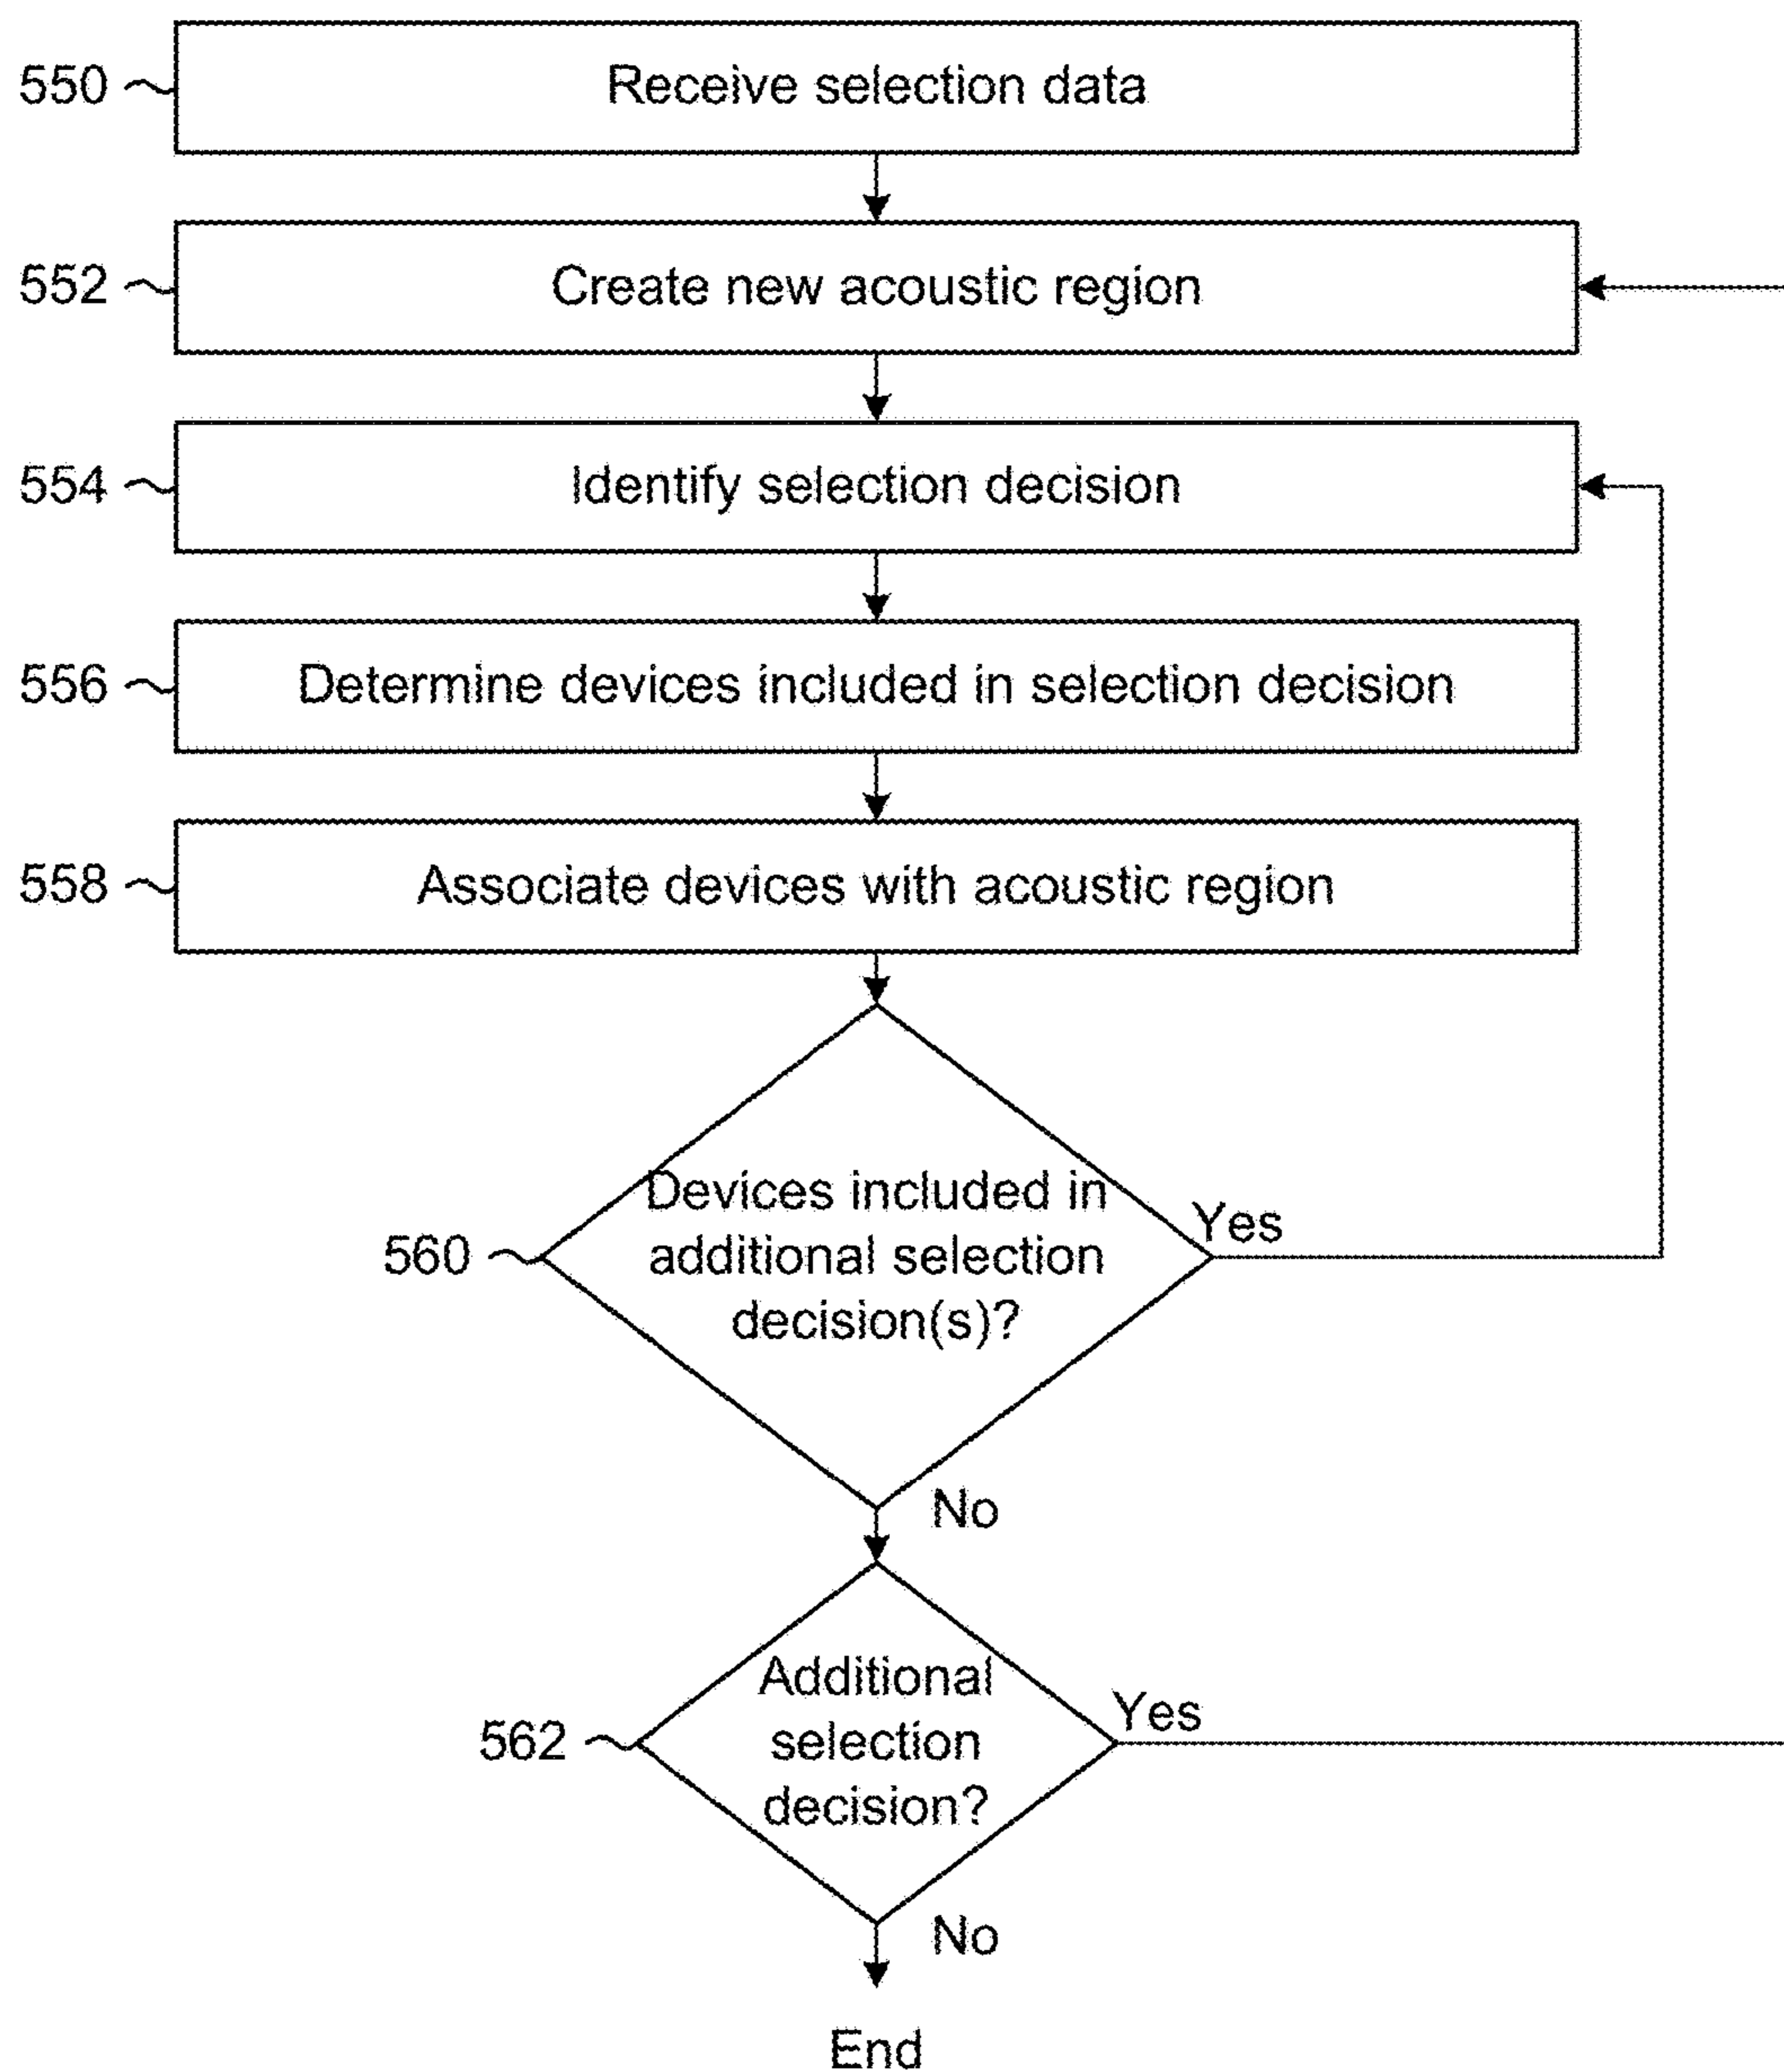 550
Receive selection data
552
Create new acoustic region
554
Identify selection decision
556
Determine devices included in selection decision
558
Associate devices with acoustic region
560
Devices included in
additional selection
decision(s)?
Yes
No
562
Additional
selection
decision?
Yes
No
End